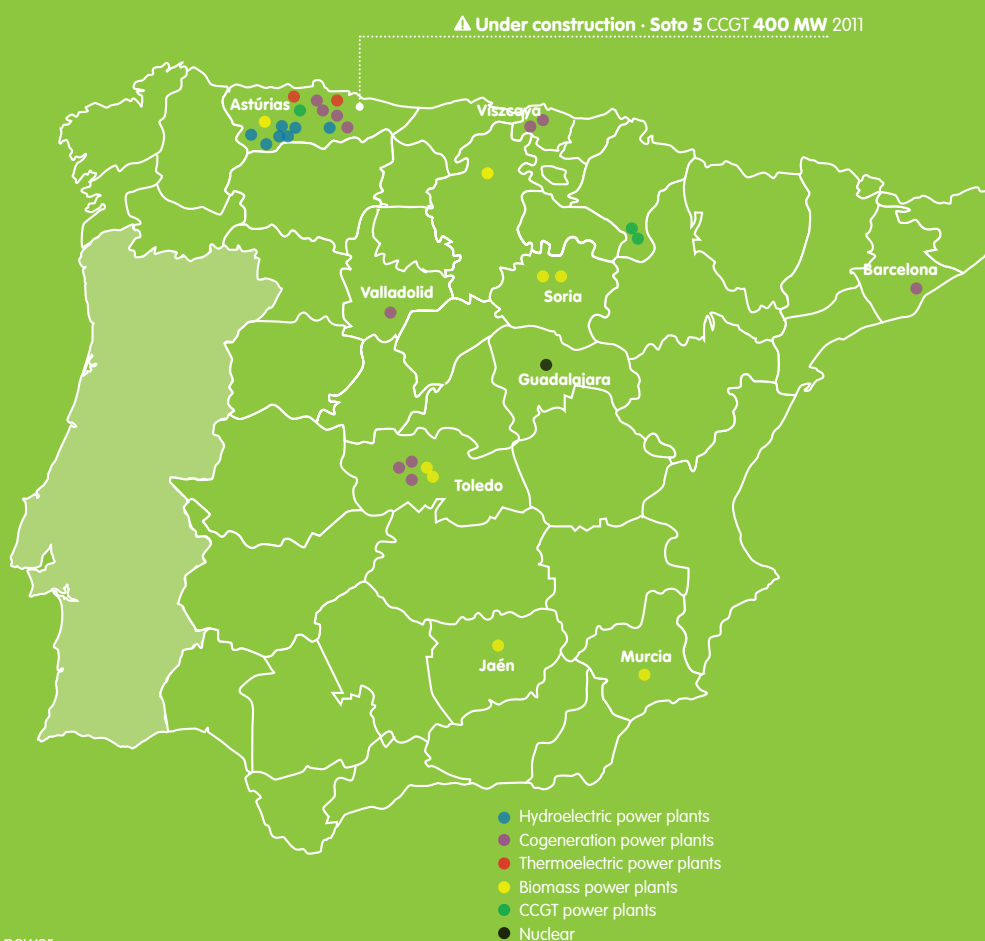 Under construction · Soto 5 CCGT 400 MW 2011
Astúrias
Viszcaya
Barcelona
Valladolid
Soria
Guadalajara
Toledo
Murcia
Jaén
Hydroelectric power plants
Cogeneration power plants
Thermoelectric power plants
Biomass power plants
CCGT power plants
Nuclear
power